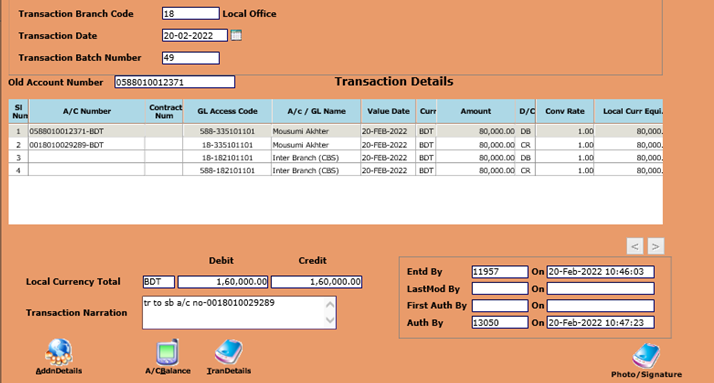 Transaction Branch Code 18 Local Office
Transaction Date 20-02-2022
Transaction Batch Number 49
Old Account Number 0588010012371 Transaction Details
Sl Num A/C Number Contract Num GL Access Code A/c / GL Name Value Date Curr Amount D/C Conv Rate Local Curr Equi.
1 0588010012371-BDT 588-335101101 Mousumi Akhter 20-FEB-2022 BDT 80,000.00 DB 1.00 80,000.
2 0018010029289-BDT 18-335101101 Mousumi Akhter 20-FEB-2022 BDT 80,000.00 CR 1.00 80,000.
3 18-182101101 Inter Branch (CBS) 20-FEB-2022 BDT 80,000.00 DB 1.00 80,000.
4 588-182101101 Inter Branch (CBS) 20-FEB-2022 BDT 80,000.00 CR 1.00 80,000.
< >
Debit Credit
Local Currency Total BDT 1,60,000.00 1,60,000.00
Transaction Narration tr to sb a/c no-0018010029289
Entd By 11957 On 20-Feb-2022 10:46:03
LastMod By On
First Auth By On
Auth By 13050 On 20-Feb-2022 10:47:23
AddnDetails A/CBalance TranDetails Photo/Signature